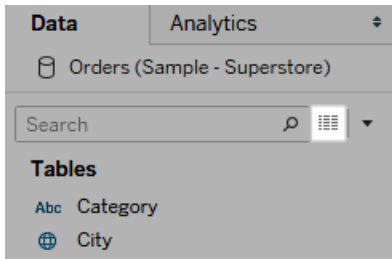 Data Analytics
Orders (Sample - Superstore)
Search
Tables
Abc Category
City